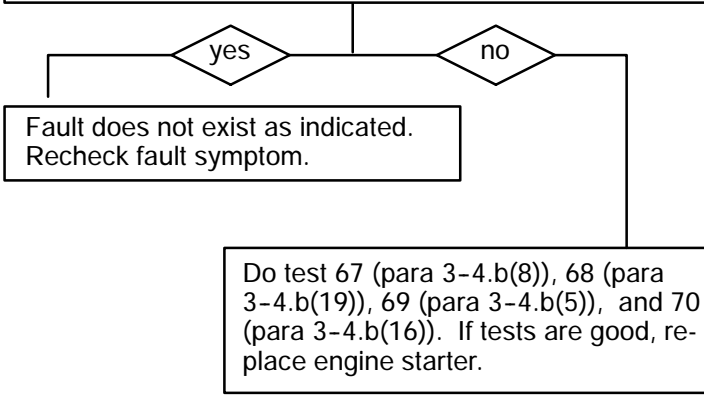 yes
no
Fault does not exist as indicated.
Recheck fault symptom.
Do test 67 (para 3-4.b(8)), 68 (para
3-4.b(19)), 69 (para 3-4.b(5)),  and 70
(para 3-4.b(16)).  If tests are good, re-
place engine starter.